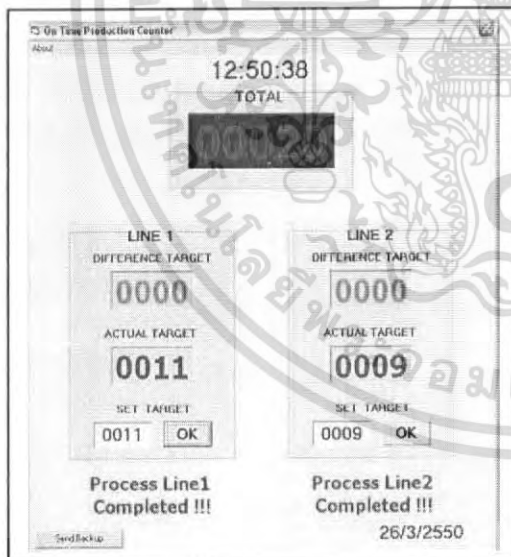 On Time Production Counter
About
12:50:38
TOTAL
LINE 1
DIFFERENCE TARGET
0000
ACTUAL TARGET
0011
SET TARGET
0011 OK
Process Line1
Completed !!!
LINE 2
DIFFERENCE TARGET
0000
ACTUAL TARGET
0009
SET TARGET
0009 OK
Process Line2
Completed !!!
Send Backup
26/3/2550